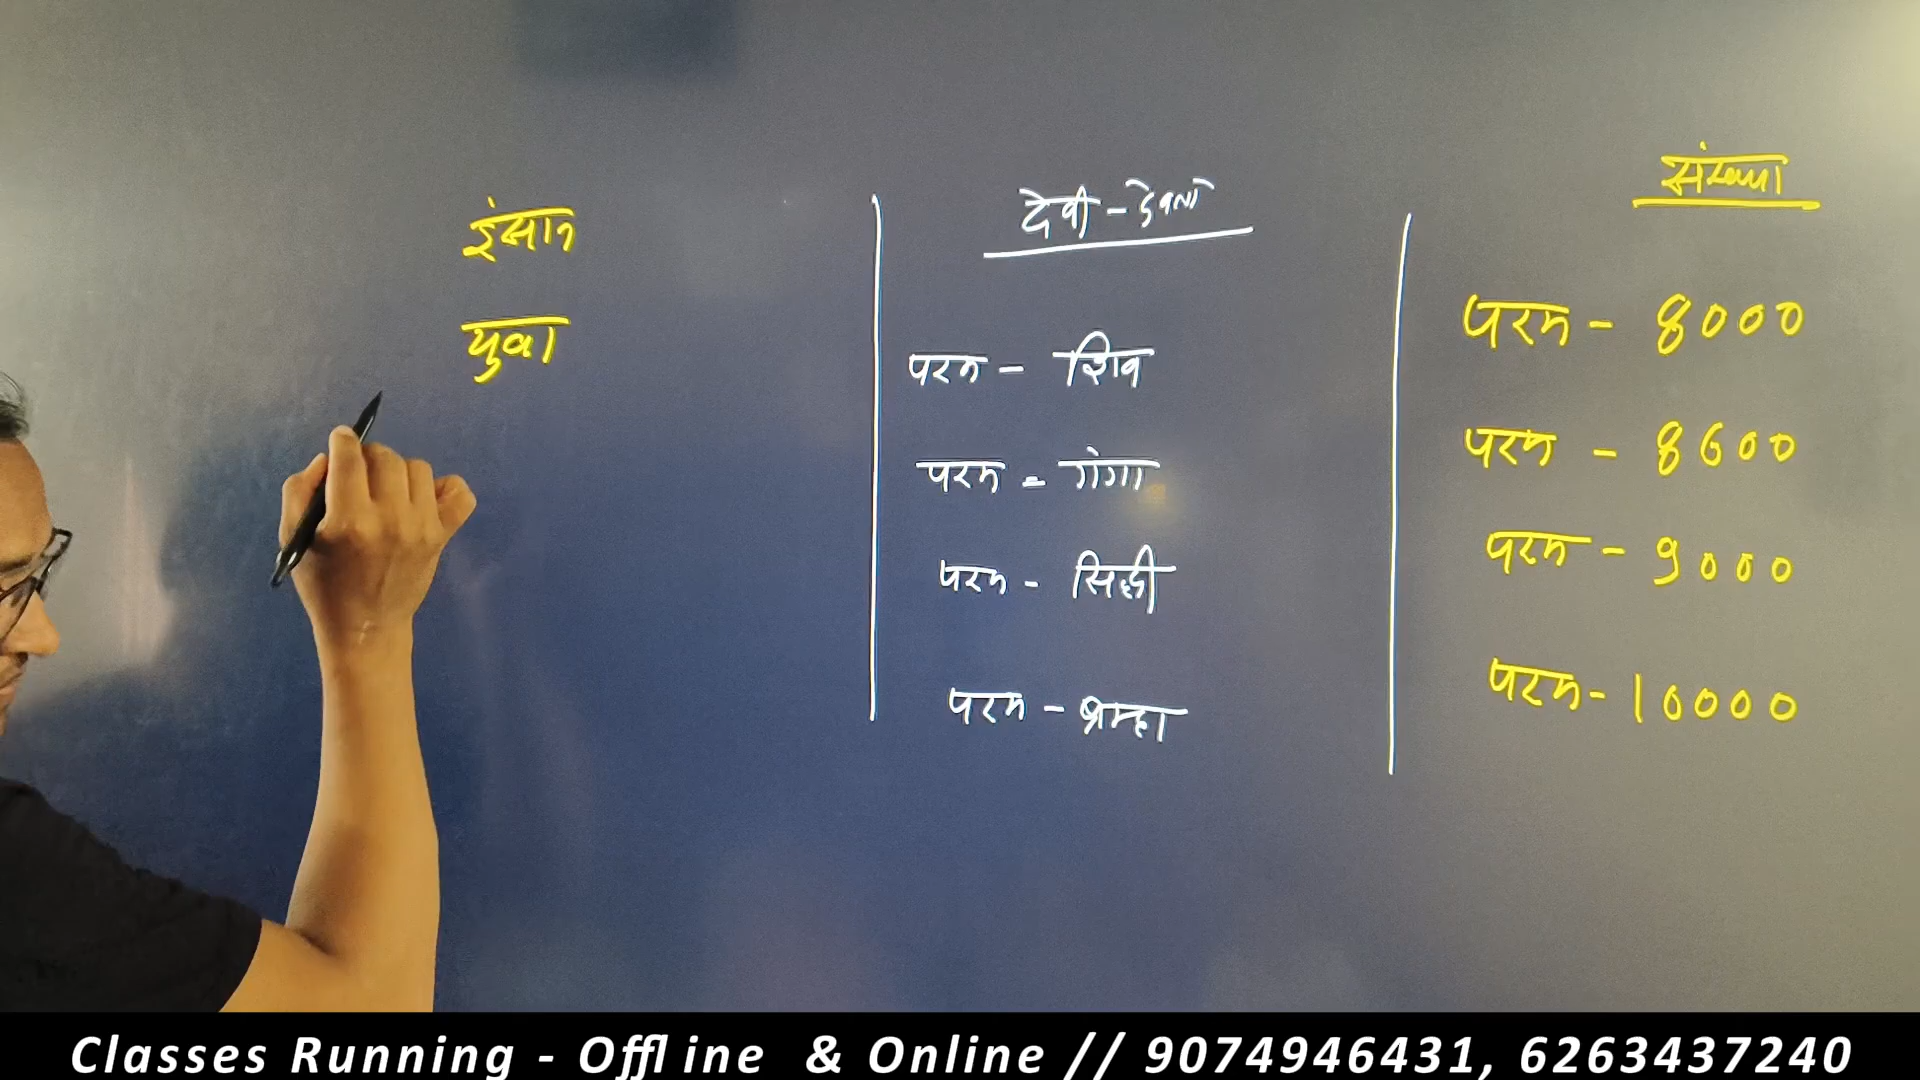 इंसान
युवा
देवी - देवता
परम - शिव
परम - गंगा
परम - सिद्धी
परम - ब्रम्हा
संख्या
परम - 8000
परम - 8600
परम - 9000
परम - 10000
Classes Running - Offline & Online // 9074946431, 6263437240